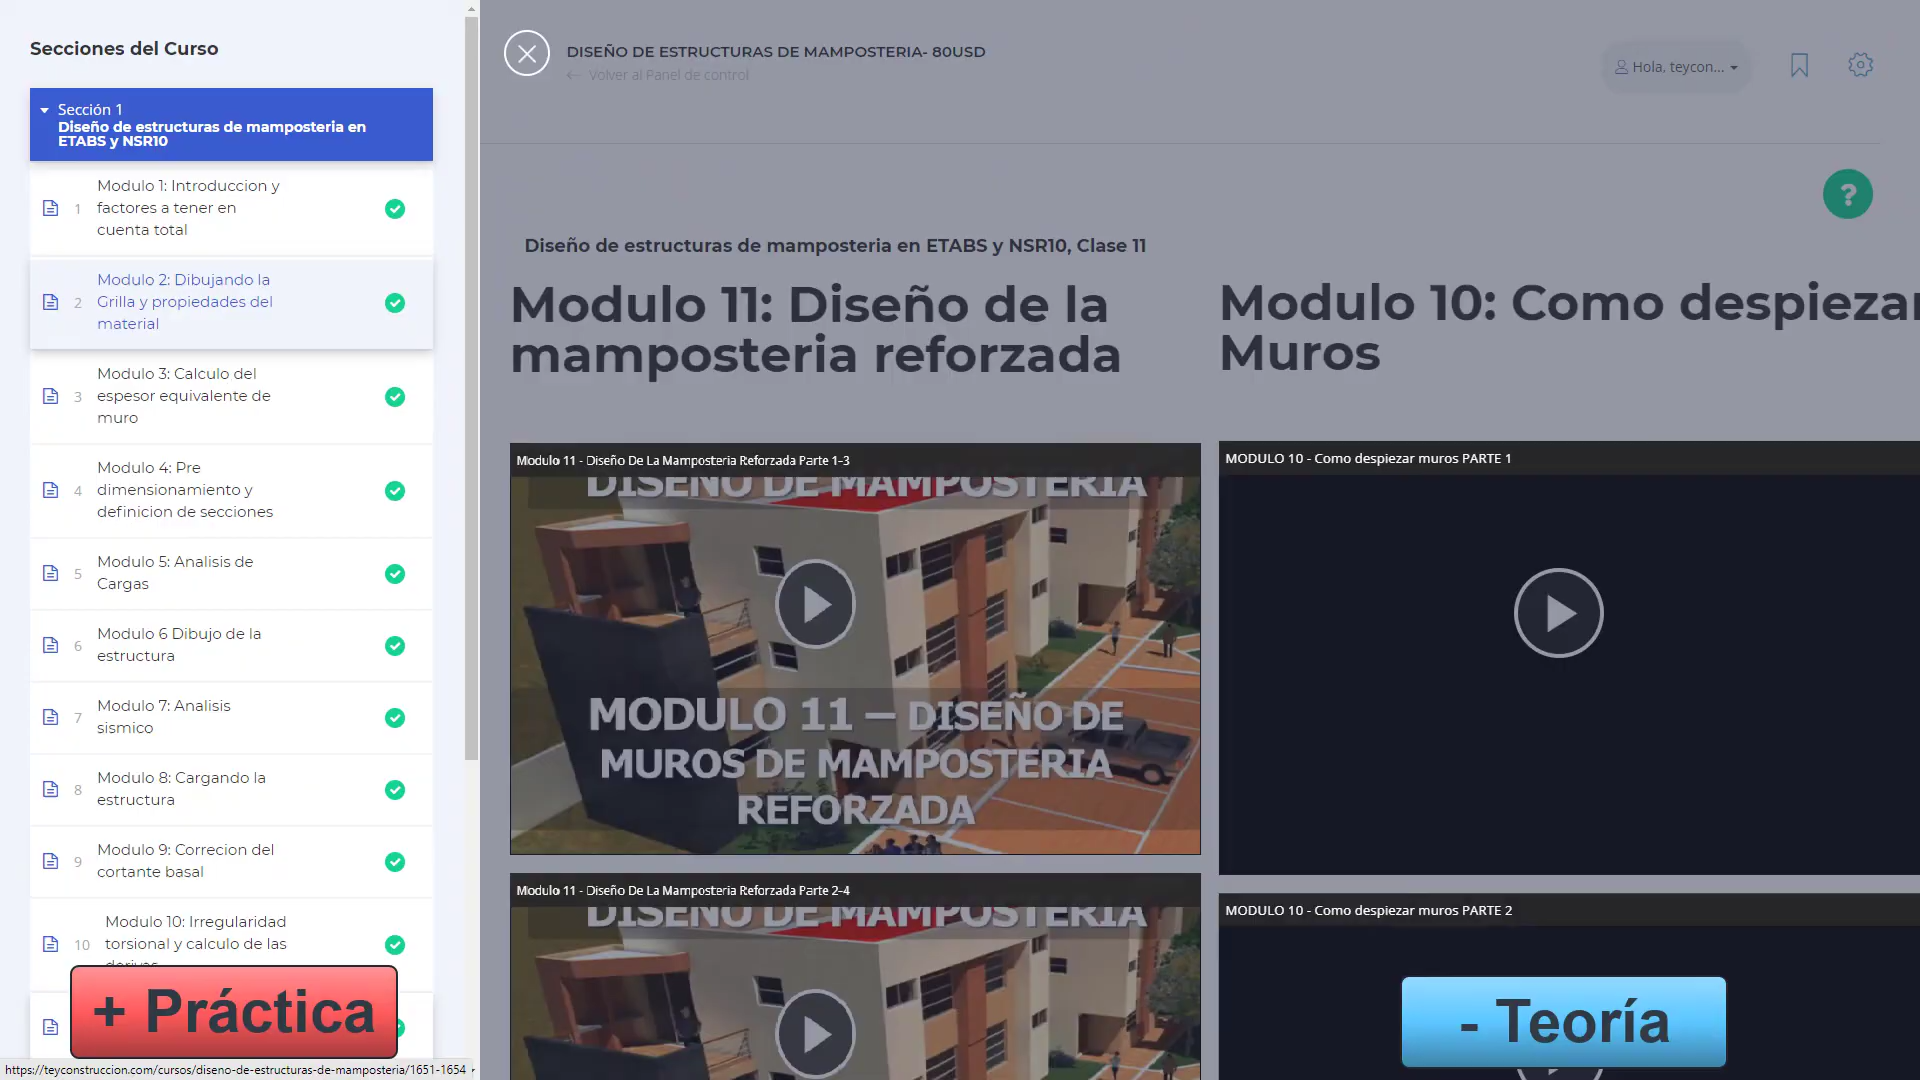 Secciones del Curso
Sección 1
Diseño de estructuras de mamposteria en
ETABS y NSR10
1
Modulo 1: Introduccion y
factores a tener en
cuenta total
2
Modulo 2: Dibujando la
Grilla y propiedades del
material
3
Modulo 3: Calculo del
espesor equivalente de
muro
4
Modulo 4: Pre
dimensionamiento y
definicion de secciones
5
Modulo 5: Analisis de
Cargas
6
Modulo 6 Dibujo de la
estructura
7
Modulo 7: Analisis
sismico
8
Modulo 8: Cargando la
estructura
9
Modulo 9: Correcion del
cortante basal
10
Modulo 10: Irregularidad
torsional y calculo de las
derivas
+ Práctica
https://teyconstruccion.com/cursos/diseno-de-estructuras-de-mamposteria/1651-1654
DISEÑO DE ESTRUCTURAS DE MAMPOSTERIA- 80USD
← Volver al Panel de control
Hola, teycon...
?
Diseño de estructuras de mamposteria en ETABS y NSR10, Clase 11
Modulo 11: Diseño de la
mamposteria reforzada
Modulo 11 - Diseño De La Mamposteria Reforzada Parte 1-3
DISEÑO DE MAMPOSTERIA
MODULO 11 – DISEÑO DE
MUROS DE MAMPOSTERIA
REFORZADA
Modulo 11 - Diseño De La Mamposteria Reforzada Parte 2-4
DISEÑO DE MAMPOSTERIA
Modulo 10: Como despiezar
Muros
MODULO 10 - Como despiezar muros PARTE 1
MODULO 10 - Como despiezar muros PARTE 2
- Teoría